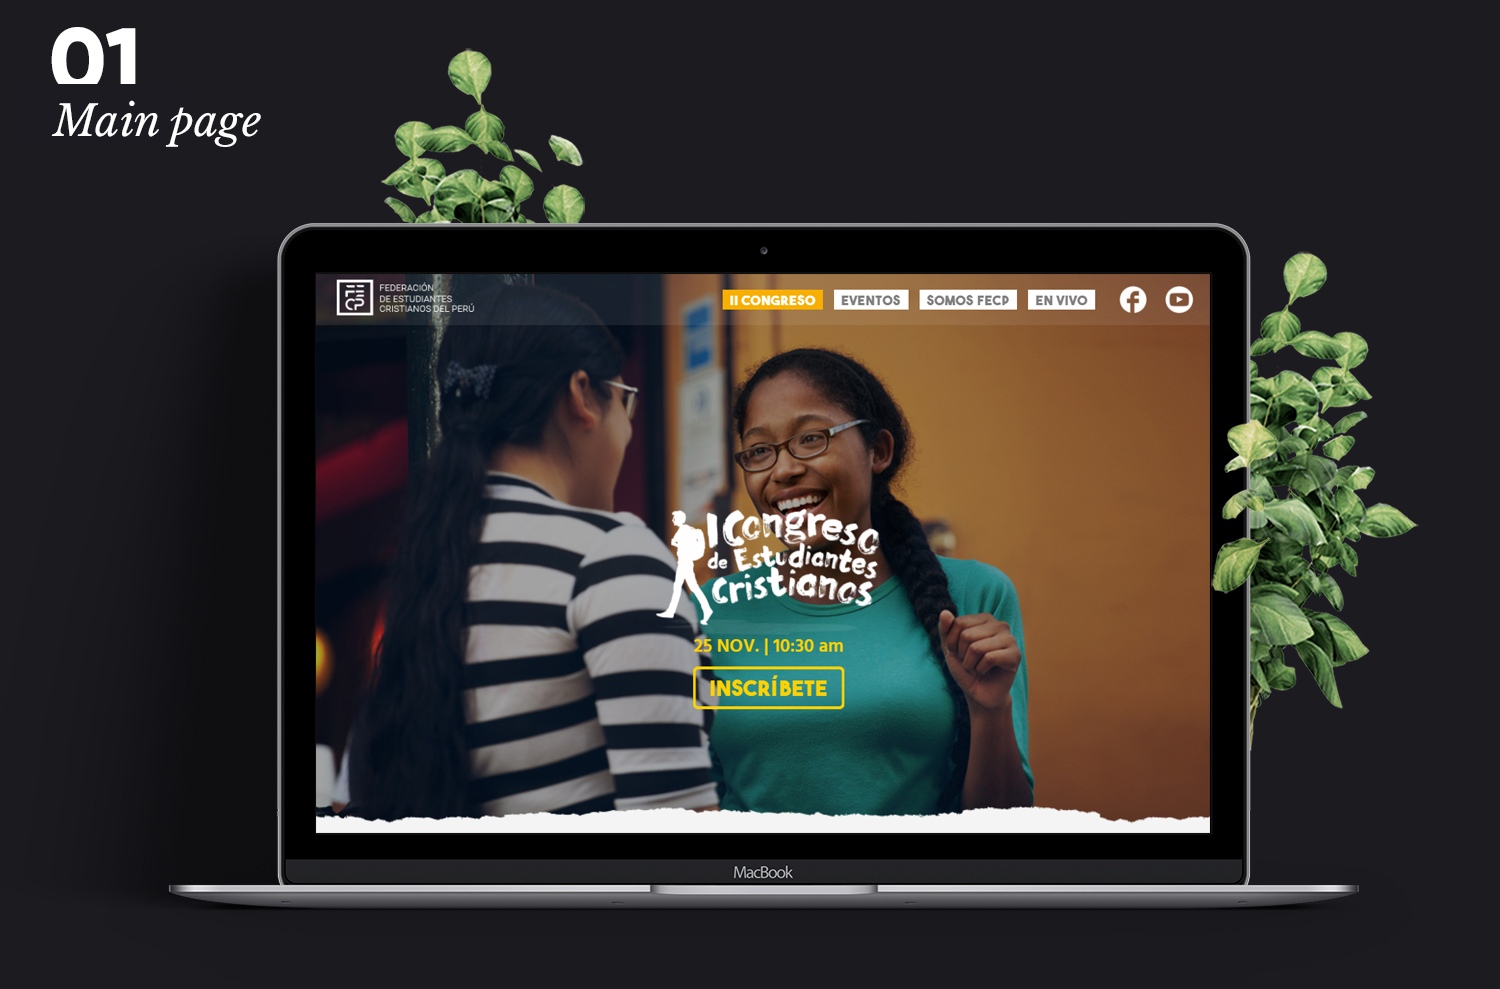 01
Main page
FECP
FEDERACIÓN
DE ESTUDIANTES
CRISTIANOS DEL PERÚ
II CONGRESO
EVENTOS
SOMOS FECP
EN VIVO
I Congreso
de Estudiantes
Cristianos
25 NOV. | 10:30 am
INSCRÍBETE
MacBook